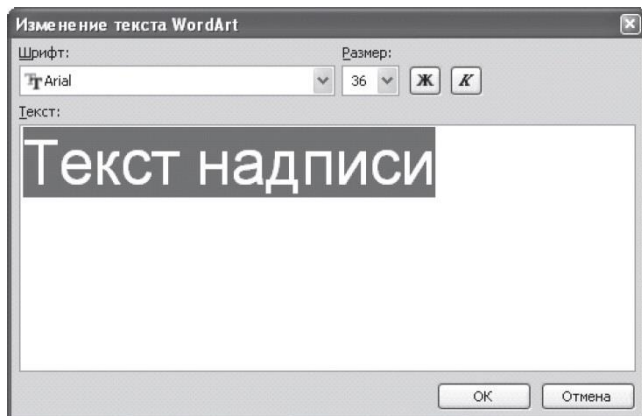 Изменение текста WordArt
Шрифт: Размер:
Arial 36 Ж К
Текст:
Текст надписи
ОК Отмена